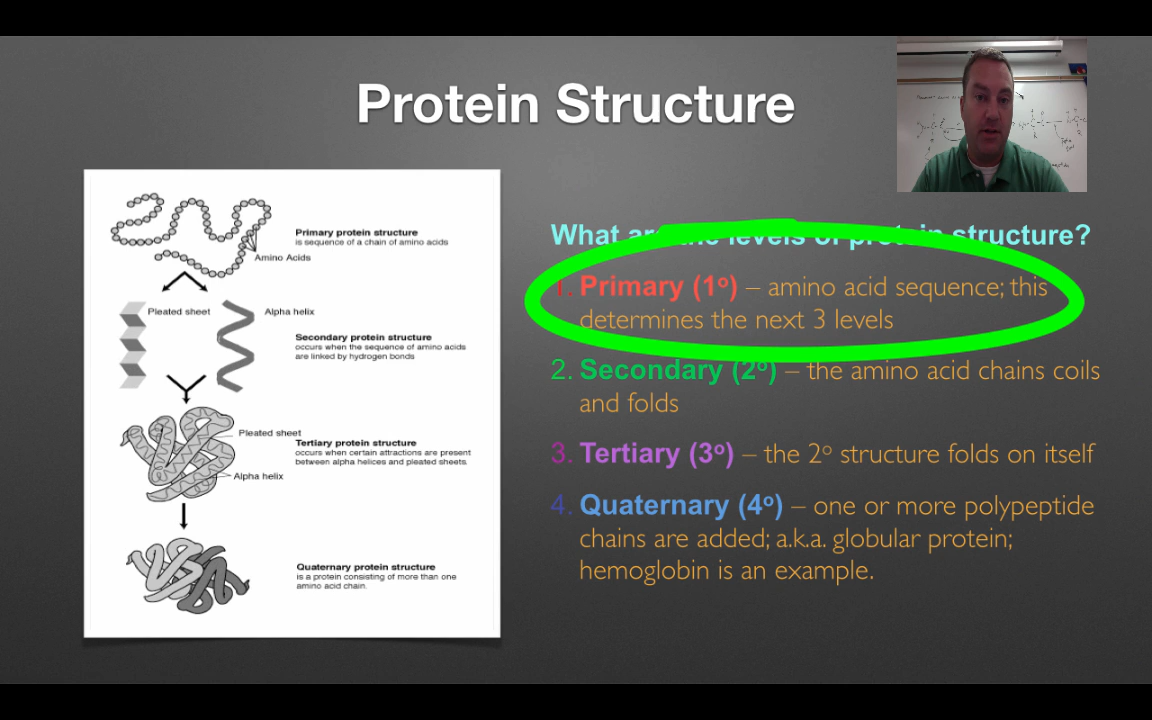 Protein Structure
Primary protein structure
is sequence of a chain of amino acids
Amino Acids
Pleated sheet
Alpha helix
Secondary protein structure
occurs when the sequence of amino acids
are linked by hydrogen bonds
Pleated sheet
Tertiary protein structure
occurs when certain attractions are present
between alpha helices and pleated sheets.
Alpha helix
Quaternary protein structure
is a protein consisting of more than one
amino acid chain.
What are the levels of protein structure?
1. Primary (1º) – amino acid sequence; this
determines the next 3 levels
2. Secondary (2º) – the amino acid chains coils
and folds
3. Tertiary (3º) – the 2º structure folds on itself
4. Quaternary (4º) – one or more polypeptide
chains are added; a.k.a. globular protein;
hemoglobin is an example.